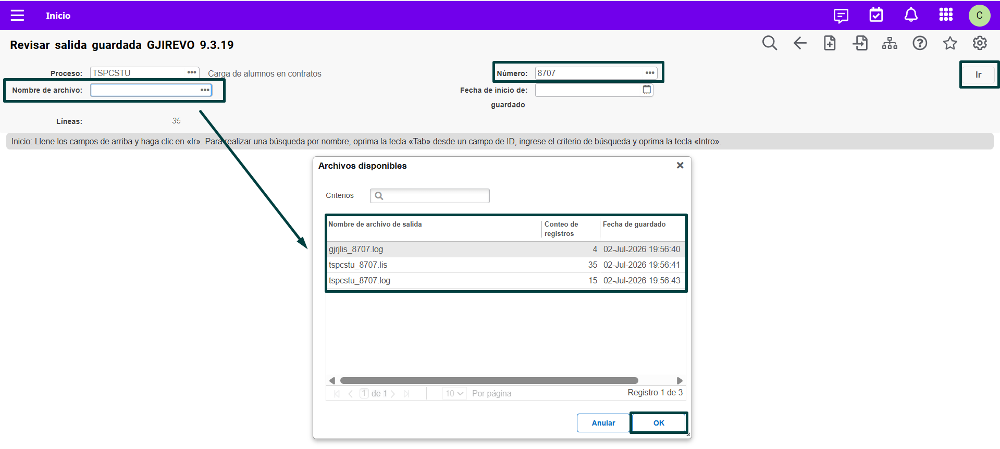 Inicio
C
Revisar salida guardada GJIREVO 9.3.19
Proceso: TSPCSTU ••• Carga de alumnos en contratos
Número: 8707 •••
Ir
Nombre de archivo: •••
Fecha de inicio de:
guardado
Líneas: 35
Inicio: Llene los campos de arriba y haga clic en «Ir». Para realizar una búsqueda por nombre, oprima la tecla «Tab» desde un campo de ID, ingrese el criterio de búsqueda y oprima la tecla «Intro».
Archivos disponibles
Criterios
Nombre de archivo de salida Conteo de registros Fecha de guardado
gjrjlis_8707.log 4 02-Jul-2026 19:56:40
tspcstu_8707.lis 35 02-Jul-2026 19:56:41
tspcstu_8707.log 15 02-Jul-2026 19:56:43
1 de 1 10 Por página Registro 1 de 3
Anular OK